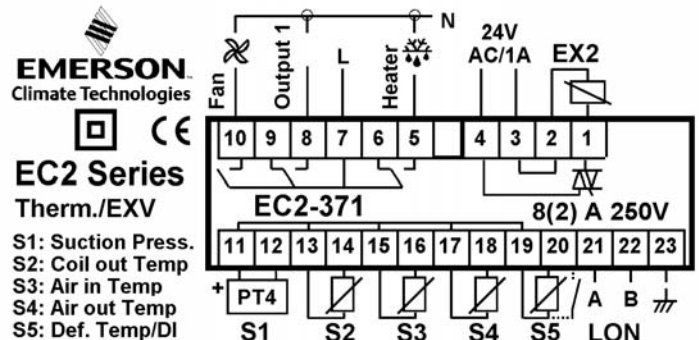 EMERSON
Climate Technologies
CE
EC2 Series
Therm./EXV
S1: Suction Press.
S2: Coil out Temp
S3: Air in Temp
S4: Air out Temp
S5: Def. Temp/DI
N
Fan
Output 1
L
Heater
24V
AC/1A
EX2
10 9 8 7 6 5 4 3 2 1
EC2-371
8(2) A 250V
11 12 13 14 15 16 17 18 19 20 21 22 23
+ PT4
A B
S1 S2 S3 S4 S5 LON